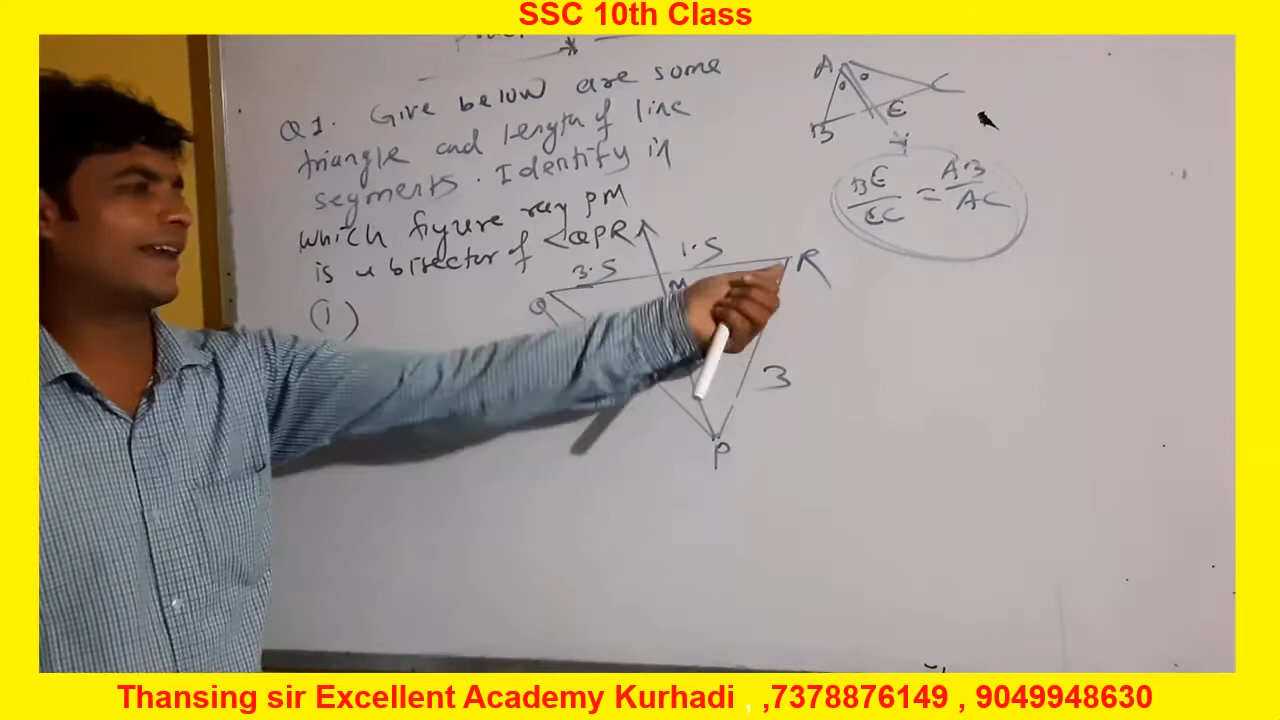 SSC 10th Class
Q1. Give below are some
triangle and length of line
segments. Identify in
which figure ray PM
is a bisector of <QPR
(i)
3.5
1.5
Q
M
R
3
P
A
B
E
C
BE/EC = AB/AC
Thansing sir Excellent Academy Kurhadi , ,7378876149 , 9049948630